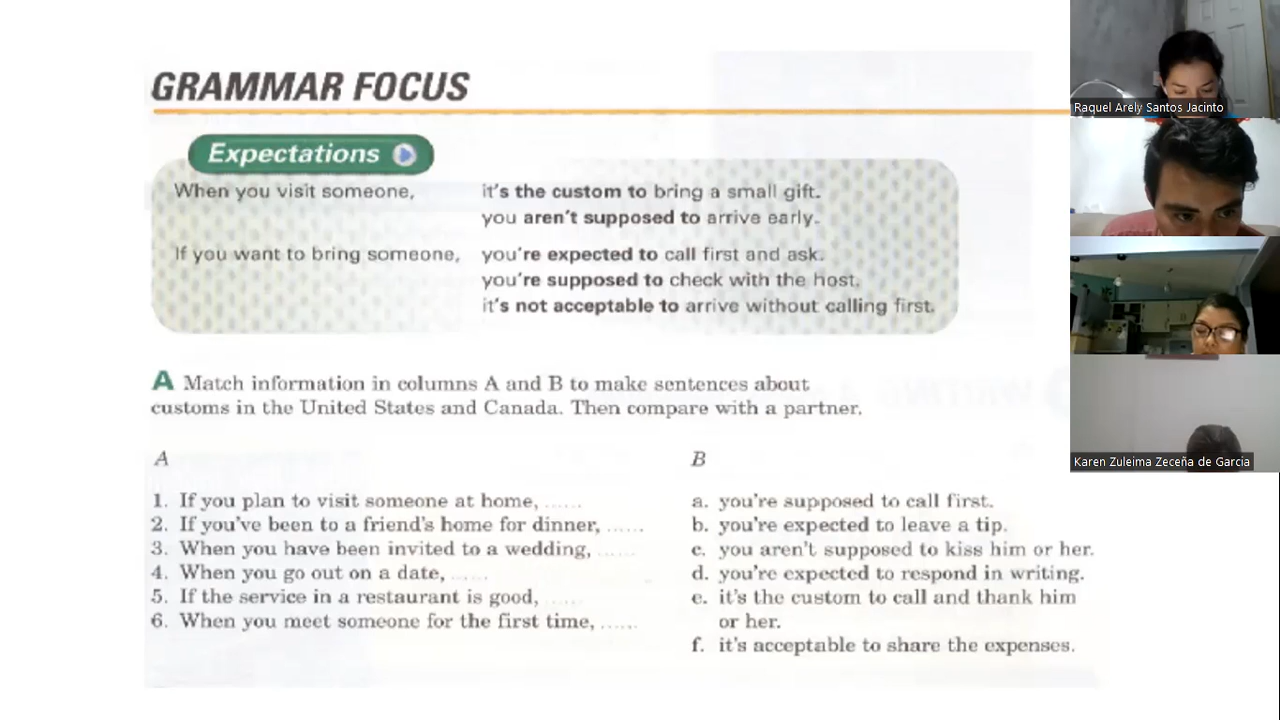 GRAMMAR FOCUS
Expectations
When you visit someone, it's the custom to bring a small gift.
you aren't supposed to arrive early.
If you want to bring someone, you're expected to call first and ask.
you're supposed to check with the host.
it's not acceptable to arrive without calling first.
A Match information in columns A and B to make sentences about
customs in the United States and Canada. Then compare with a partner.
A
1. If you plan to visit someone at home, ......
2. If you've been to a friend's home for dinner, ......
3. When you have been invited to a wedding, ......
4. When you go out on a date, ......
5. If the service in a restaurant is good, ......
6. When you meet someone for the first time, ......
B
a. you're supposed to call first.
b. you're expected to leave a tip.
c. you aren't supposed to kiss him or her.
d. you're expected to respond in writing.
e. it's the custom to call and thank him
or her.
f. it's acceptable to share the expenses.
Raquel Arely Santos Jacinto
Karen Zuleima Zeceña de Garcia